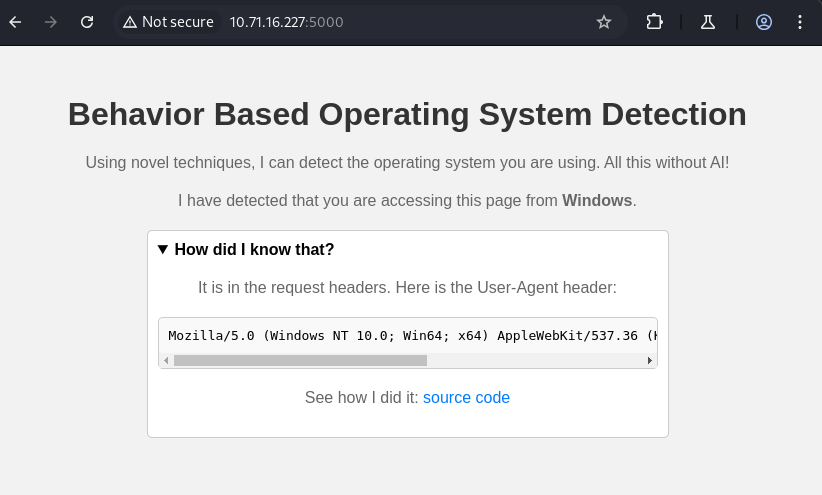 Not secure 10.71.16.227:5000
Behavior Based Operating System Detection
Using novel techniques, I can detect the operating system you are using. All this without AI!
I have detected that you are accessing this page from Windows.
How did I know that?
It is in the request headers. Here is the User-Agent header:
Mozilla/5.0 (Windows NT 10.0; Win64; x64) AppleWebKit/537.36 (
See how I did it: source code